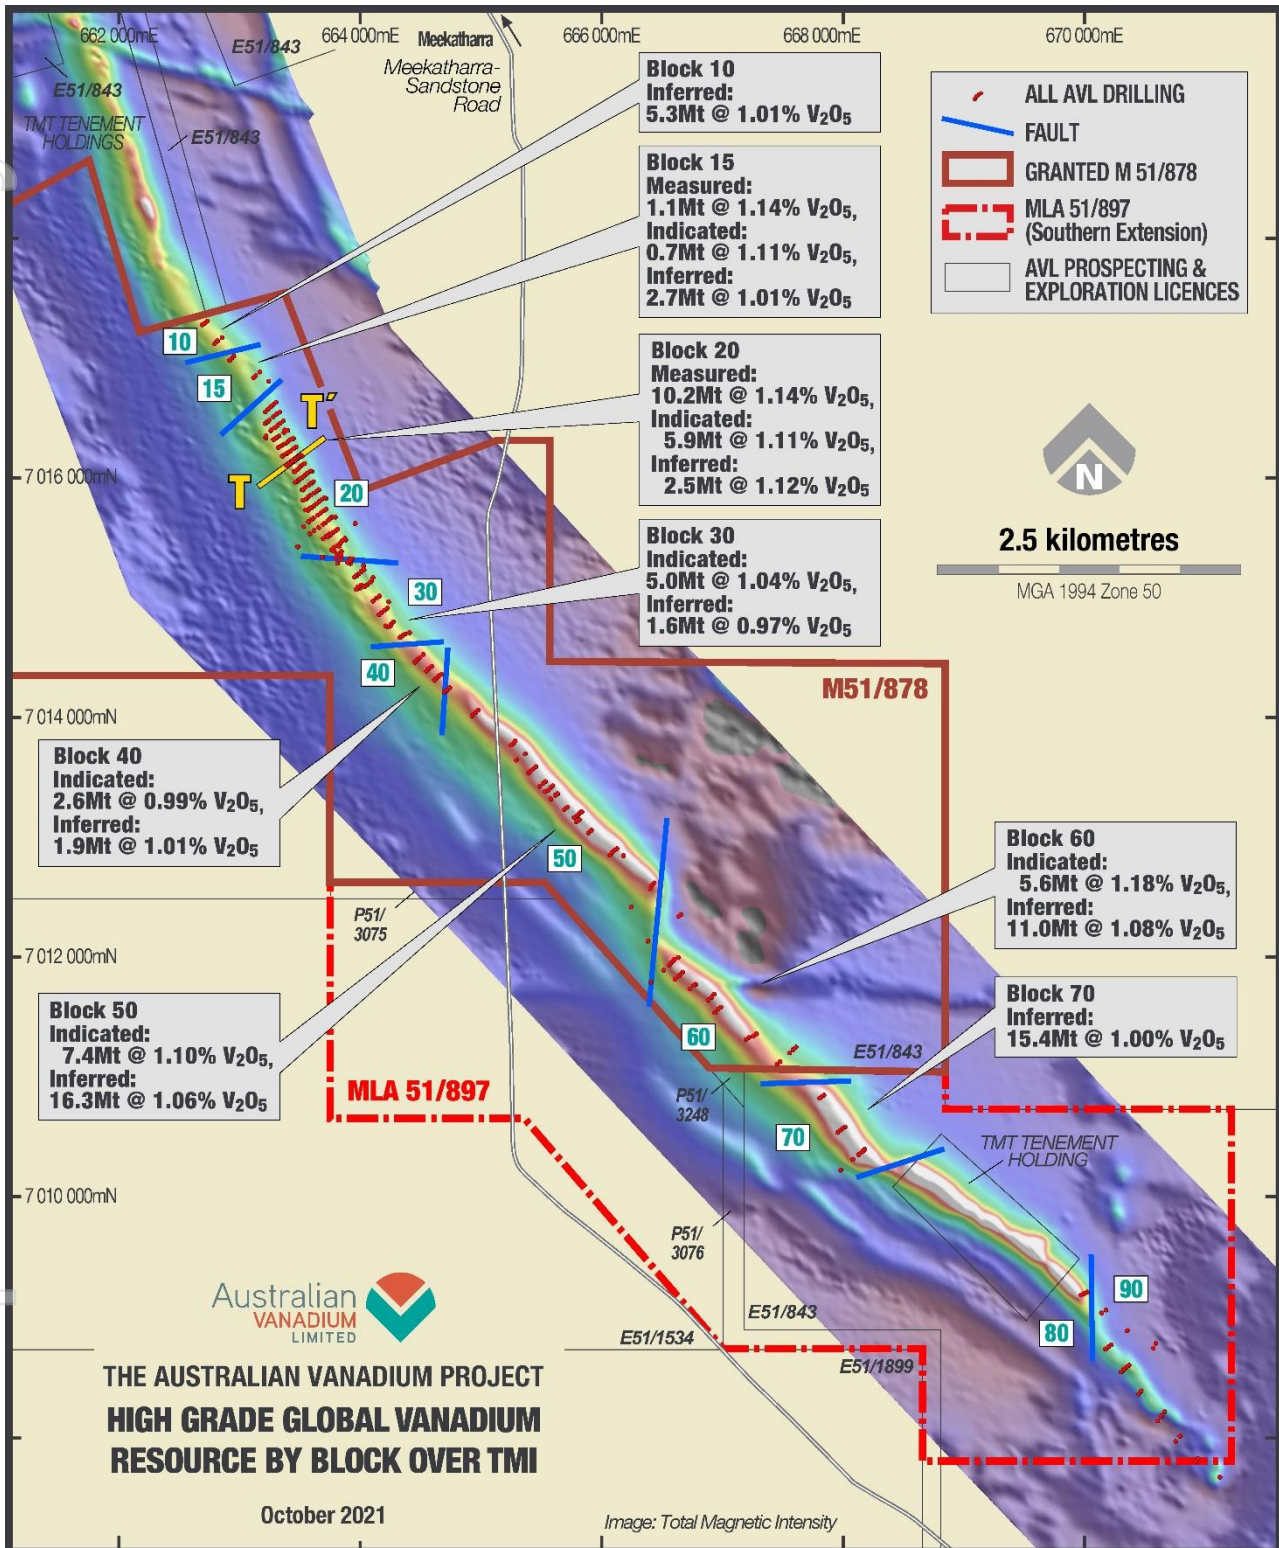 662 000mE
664 000mE
Meekatharra
666 000mE
668 000mE
670 000mE
E51/843
Meekatharra-
Sandstone
Road
E51/843
TMT TENEMENT
HOLDINGS
E51/843
Block 10
Inferred:
5.3Mt @ 1.01% V₂O₅
Block 15
Measured:
1.1Mt @ 1.14% V₂O₅,
Indicated:
0.7Mt @ 1.11% V₂O₅,
Inferred:
2.7Mt @ 1.01% V₂O₅
Block 20
Measured:
10.2Mt @ 1.14% V₂O₅,
Indicated:
5.9Mt @ 1.11% V₂O₅,
Inferred:
2.5Mt @ 1.12% V₂O₅
Block 30
Indicated:
5.0Mt @ 1.04% V₂O₅,
Inferred:
1.6Mt @ 0.97% V₂O₅
ALL AVL DRILLING
FAULT
GRANTED M 51/878
MLA 51/897
(Southern Extension)
AVL PROSPECTING &
EXPLORATION LICENCES
N
2.5 kilometres
MGA 1994 Zone 50
10
15
T´
T
20
7 016 000mN
30
40
M51/878
7 014 000mN
Block 40
Indicated:
2.6Mt @ 0.99% V₂O₅,
Inferred:
1.9Mt @ 1.01% V₂O₅
50
P51/
3075
Block 60
Indicated:
5.6Mt @ 1.18% V₂O₅,
Inferred:
11.0Mt @ 1.08% V₂O₅
7 012 000mN
Block 50
Indicated:
7.4Mt @ 1.10% V₂O₅,
Inferred:
16.3Mt @ 1.06% V₂O₅
Block 70
Inferred:
15.4Mt @ 1.00% V₂O₅
60
E51/843
MLA 51/897
P51/
3248
70
TMT TENEMENT
HOLDING
7 010 000mN
P51/
3076
90
E51/843
80
E51/1534
E51/1899
Australian
VANADIUM
LIMITED
THE AUSTRALIAN VANADIUM PROJECT
HIGH GRADE GLOBAL VANADIUM
RESOURCE BY BLOCK OVER TMI
October 2021
Image: Total Magnetic Intensity